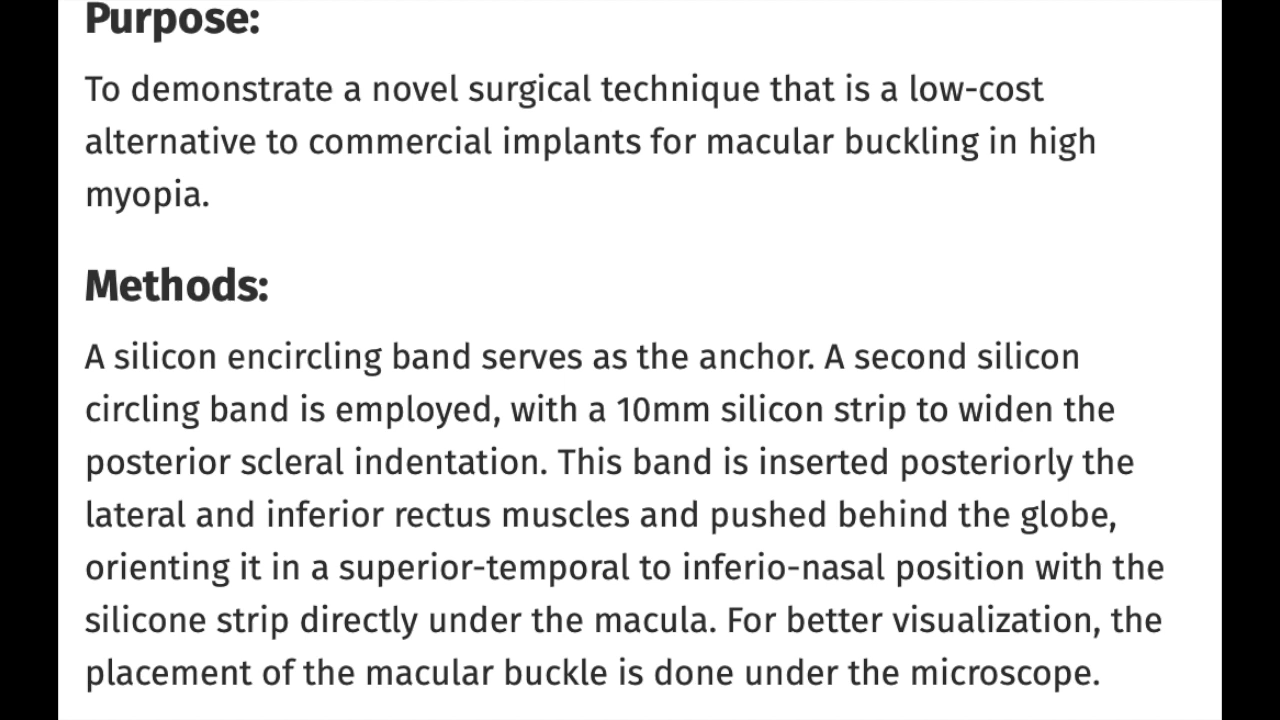 Purpose:
To demonstrate a novel surgical technique that is a low-cost
alternative to commercial implants for macular buckling in high
myopia.
Methods:
A silicon encircling band serves as the anchor. A second silicon
circling band is employed, with a 10mm silicon strip to widen the
posterior scleral indentation. This band is inserted posteriorly the
lateral and inferior rectus muscles and pushed behind the globe,
orienting it in a superior-temporal to inferio-nasal position with the
silicone strip directly under the macula. For better visualization, the
placement of the macular buckle is done under the microscope.